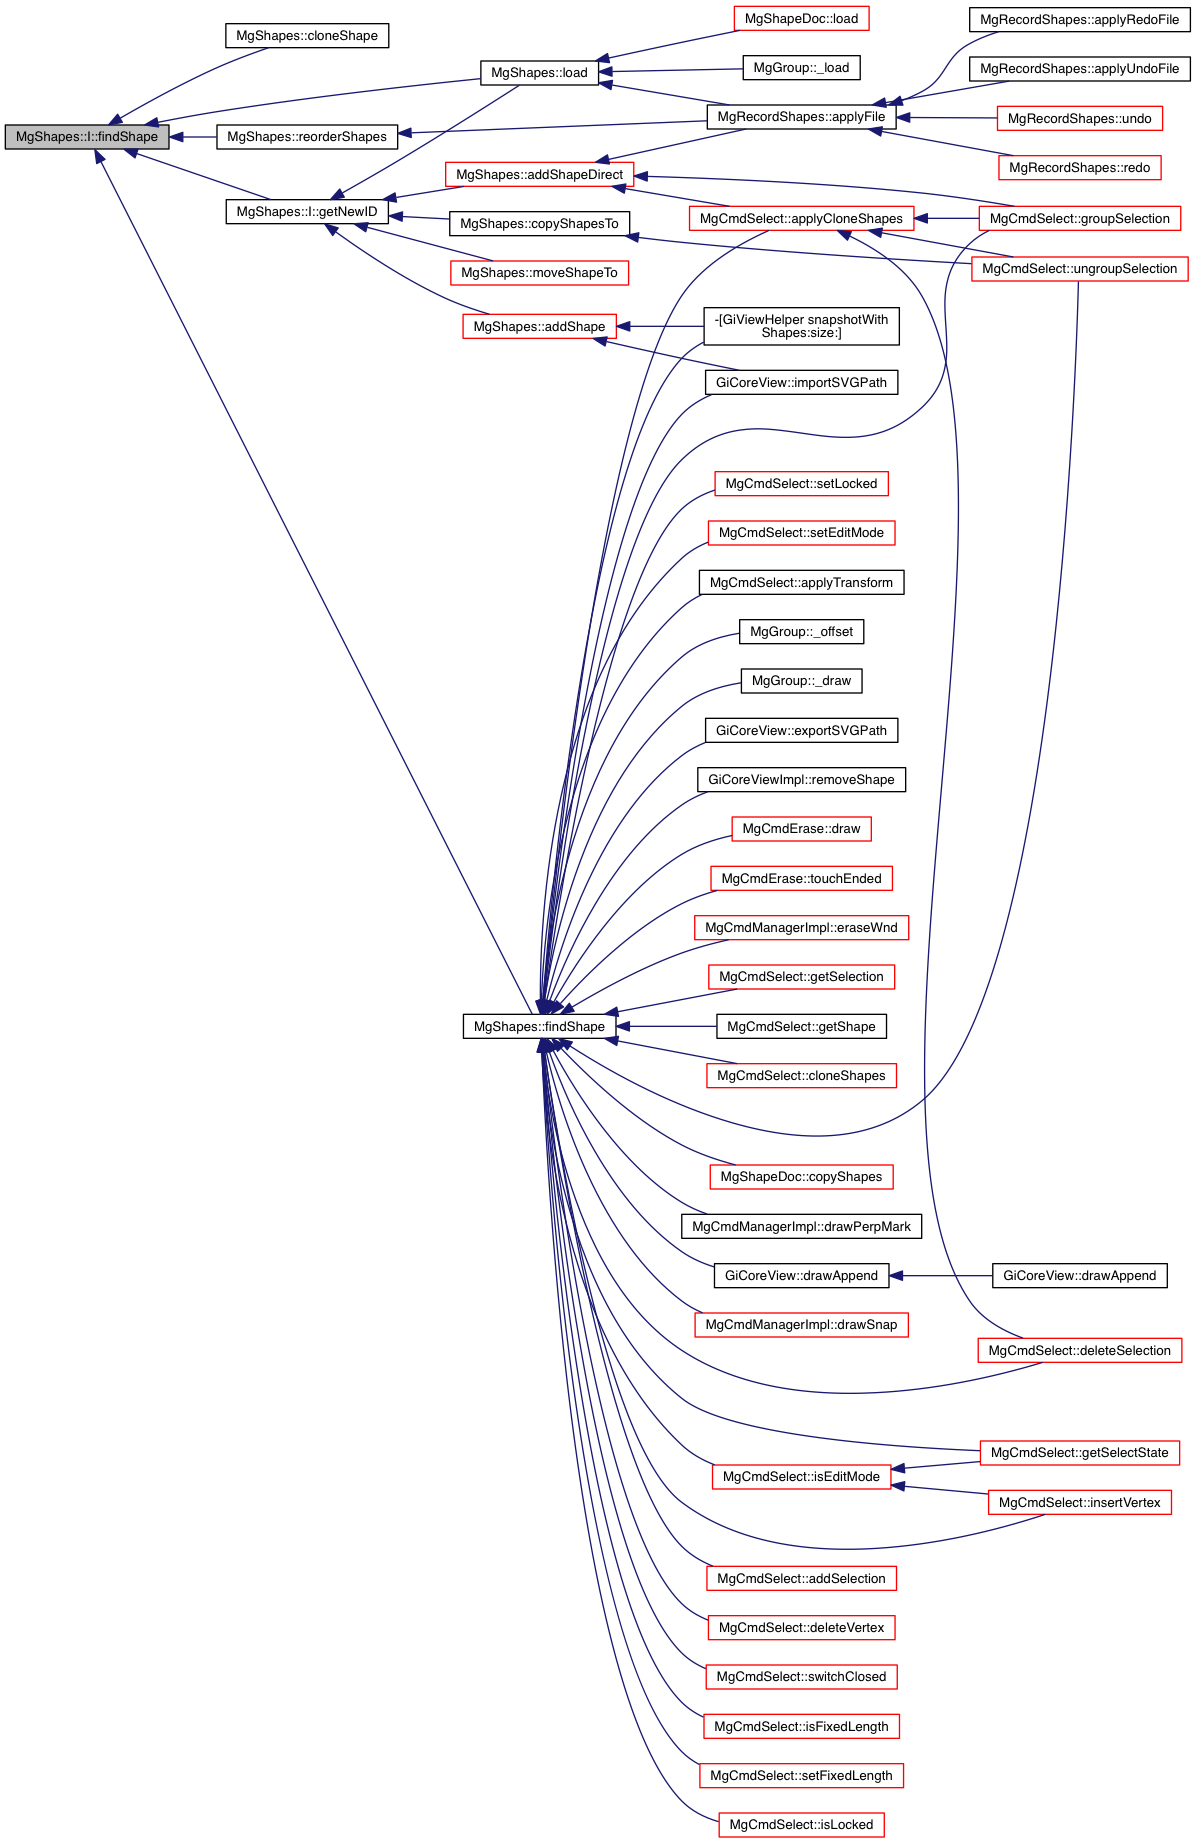 MgShapeDoc::load
MgRecordShapes::applyRedoFile
MgShapes::cloneShape
MgShapes::load
MgGroup::_load
MgRecordShapes::applyUndoFile
MgShapes::I::findShape
MgShapes::reorderShapes
MgRecordShapes::applyFile
MgRecordShapes::undo
MgShapes::addShapeDirect
MgRecordShapes::redo
MgShapes::I::getNewID
MgShapes::copyShapesTo
MgCmdSelect::applyCloneShapes
MgCmdSelect::groupSelection
MgShapes::moveShapeTo
MgCmdSelect::ungroupSelection
MgShapes::addShape
-[GiViewHelper snapshotWith
Shapes:size:]
GiCoreView::importSVGPath
MgCmdSelect::setLocked
MgCmdSelect::setEditMode
MgCmdSelect::applyTransform
MgGroup::_offset
MgGroup::_draw
GiCoreView::exportSVGPath
GiCoreViewImpl::removeShape
MgCmdErase::draw
MgCmdErase::touchEnded
MgCmdManagerImpl::eraseWnd
MgCmdSelect::getSelection
MgShapes::findShape
MgCmdSelect::getShape
MgCmdSelect::cloneShapes
MgShapeDoc::copyShapes
MgCmdManagerImpl::drawPerpMark
GiCoreView::drawAppend
GiCoreView::drawAppend
MgCmdManagerImpl::drawSnap
MgCmdSelect::deleteSelection
MgCmdSelect::getSelectState
MgCmdSelect::isEditMode
MgCmdSelect::insertVertex
MgCmdSelect::addSelection
MgCmdSelect::deleteVertex
MgCmdSelect::switchClosed
MgCmdSelect::isFixedLength
MgCmdSelect::setFixedLength
MgCmdSelect::isLocked